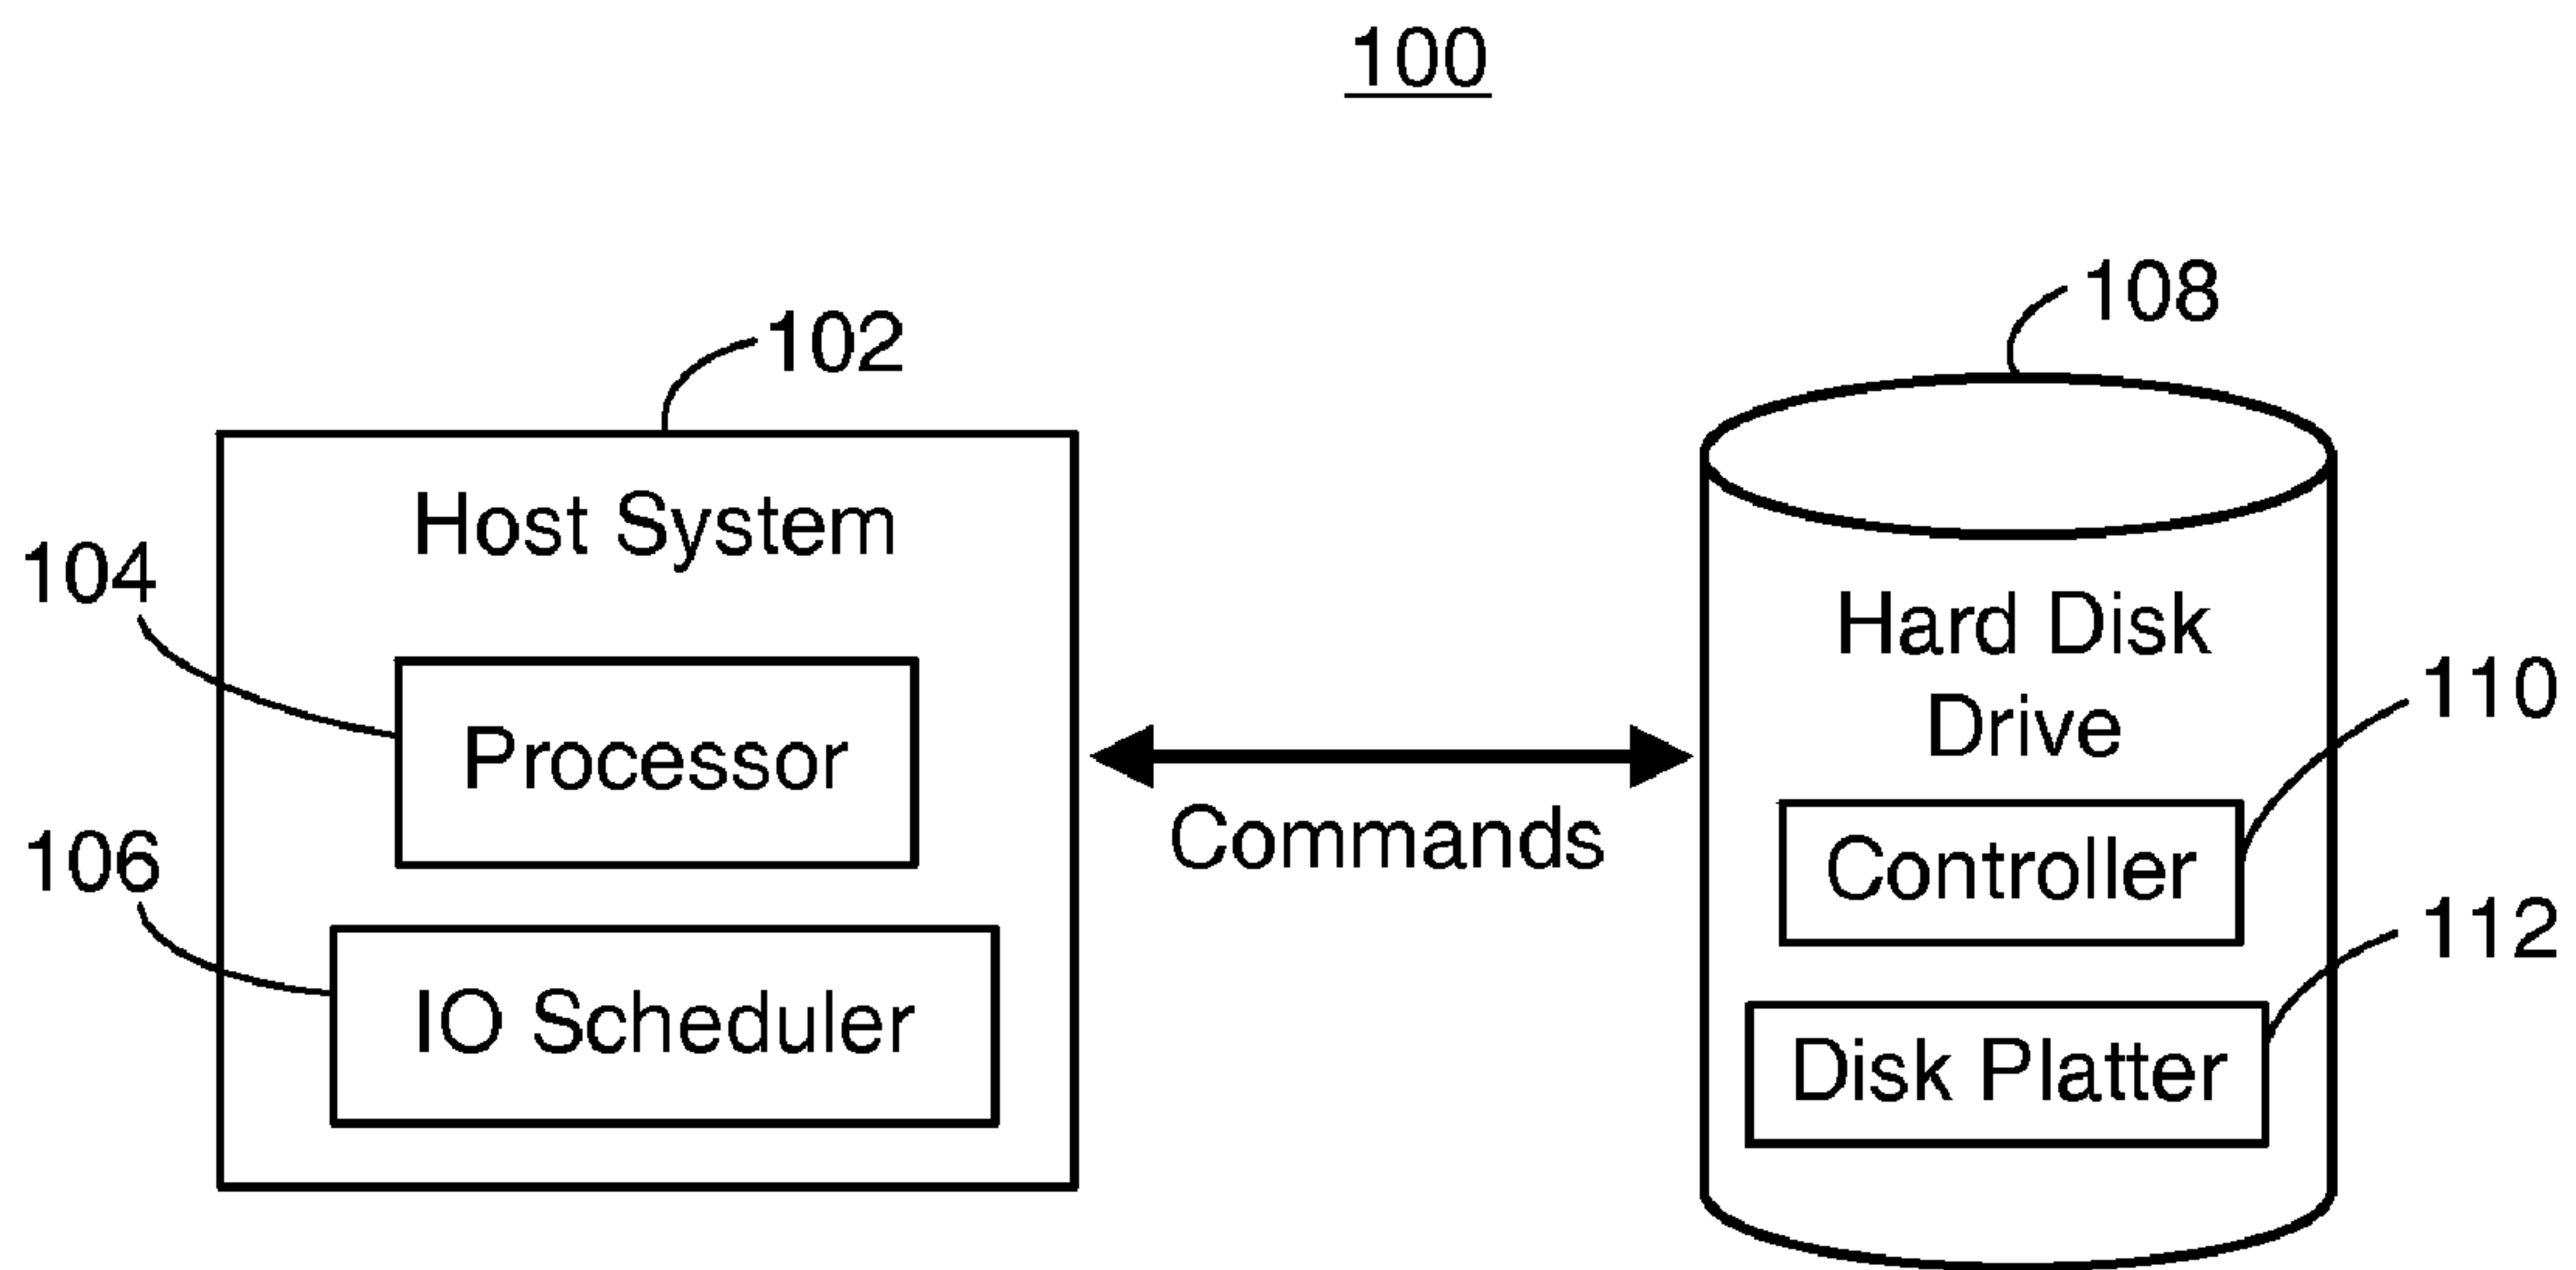 100
108
102
Host System
104
Hard Disk
Drive
110
Processor
Commands
106
Controller
112
IO Scheduler
Disk Platter